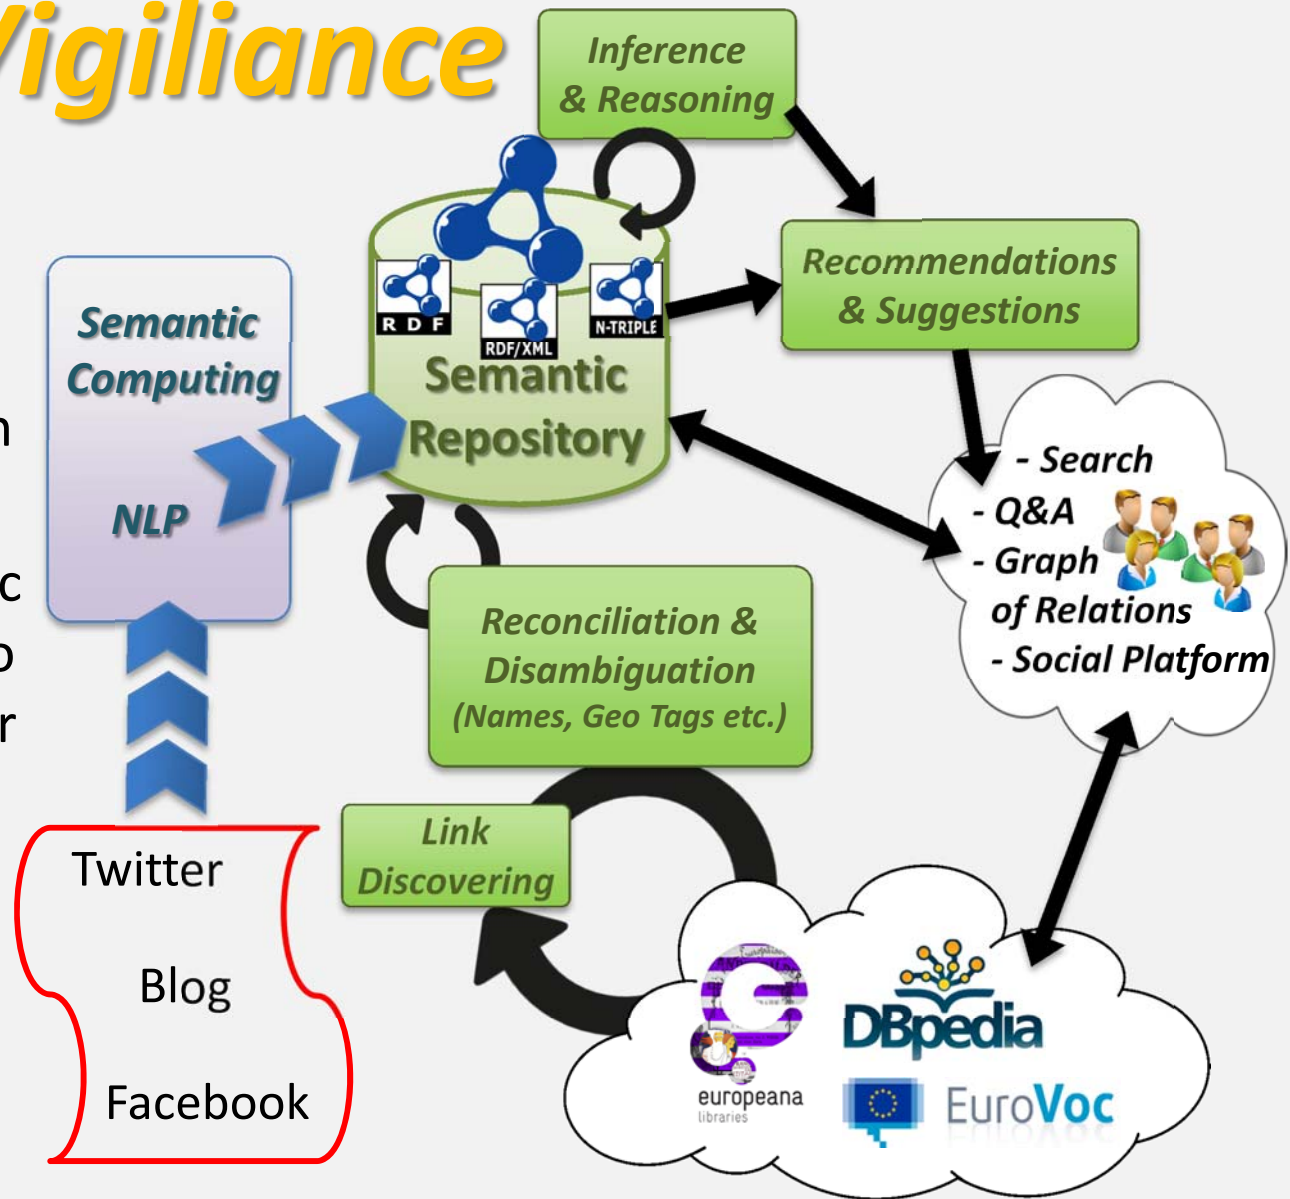 Vigiliance
Inference
& Reasoning
Recommendations
& Suggestions
RDF
RDF/XML
N-TRIPLE
Semantic
Repository
Semantic
Computing
NLP
n
c
o
r
- Search
- Q&A
- Graph
of Relations
- Social Platform
Reconciliation &
Disambiguation
(Names, Geo Tags etc.)
Link
Discovering
Twitter
Blog
Facebook
europeana
libraries
DBpedia
EuroVoc